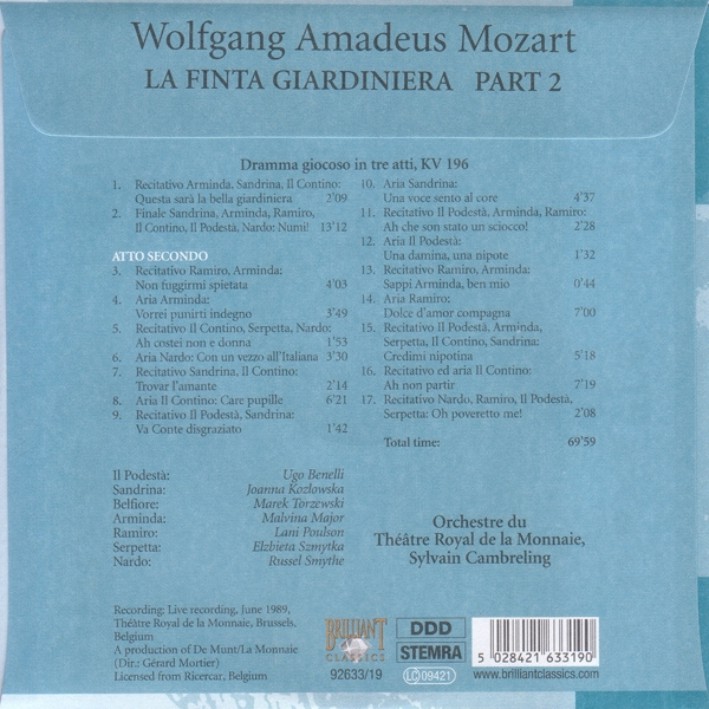 Wolfgang Amadeus Mozart
LA FINTA GIARDINIERA PART 2
Dramma giocoso in tre atti, KV 196
1. Recitativo Arminda, Sandrina, Il Contino:
Questa sarà la bella giardiniera 2'09
2. Finale Sandrina, Arminda, Ramiro,
Il Contino, Il Podestà, Nardo: Numi! 13'12
ATTO SECONDO
3. Recitativo Ramiro, Arminda:
Non fuggirmi spietata 4'03
4. Aria Arminda:
Vorrei punirti indegno 3'49
5. Recitativo Il Contino, Serpetta, Nardo:
Ah costei non e donna 1'53
6. Aria Nardo: Con un vezzo all'Italiana 3'30
7. Recitativo Sandrina, Il Contino:
Trovar l'amante 2'14
8. Aria Il Contino: Care pupille 6'21
9. Recitativo Il Podestà, Sandrina:
Va Conte disgraziato 1'42
10. Aria Sandrina:
Una voce sento al core 4'37
11. Recitativo Il Podestà, Arminda, Ramiro:
Ah che son stato un sciocco! 2'28
12. Aria Il Podestà:
Una damina, una nipote 1'32
13. Recitativo Ramiro, Arminda:
Sappi Arminda, ben mio 0'44
14. Aria Ramiro:
Dolce d'amor compagna 7'00
15. Recitativo Il Podestà, Arminda,
Serpetta, Il Contino, Sandrina:
Credimi nipotina 5'18
16. Recitativo ed aria Il Contino:
Ah non partir 7'19
17. Recitativo Nardo, Ramiro, Il Podestà,
Serpetta: Oh poveretto me! 2'08
Total time: 69'59
Il Podestà: Ugo Benelli
Sandrina: Joanna Kozłowska
Belfiore: Marek Torzewski
Arminda: Malvina Major
Ramiro: Lani Poulson
Serpetta: Elzbieta Szmytka
Nardo: Russel Smythe
Orchestre du
Théâtre Royal de la Monnaie,
Sylvain Cambreling
Recording: Live recording, June 1989,
Théâtre Royal de la Monnaie, Brussels,
Belgium
A production of De Munt/La Monnaie
(Dir.: Gérard Mortier)
Licensed from Ricercar, Belgium
BRILLIANT
CLASSICS
92633/19
DDD
STEMRA
LC 09421
5 028421 633190
www.brilliantclassics.com